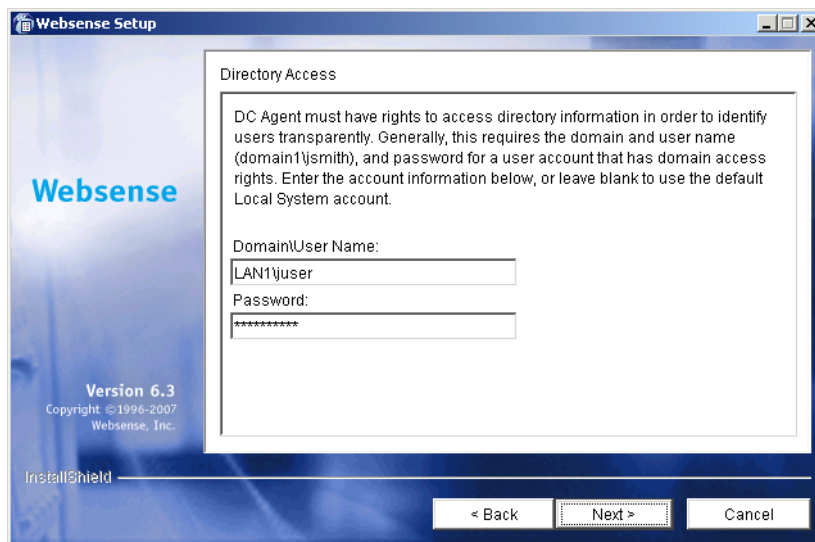 Websense Setup
Directory Access
DC Agent must have rights to access directory information in order to identify
users transparently. Generally, this requires the domain and user name
(domain1\jsmith), and password for a user account that has domain access
rights. Enter the account information below, or leave blank to use the default
Local System account.
Websense
Domain\User Name:
LAN1\juser
Password:
**********
Version 6.3
Copyright ©1996-2007
Websense, Inc.
InstallShield
< Back
Next >
Cancel